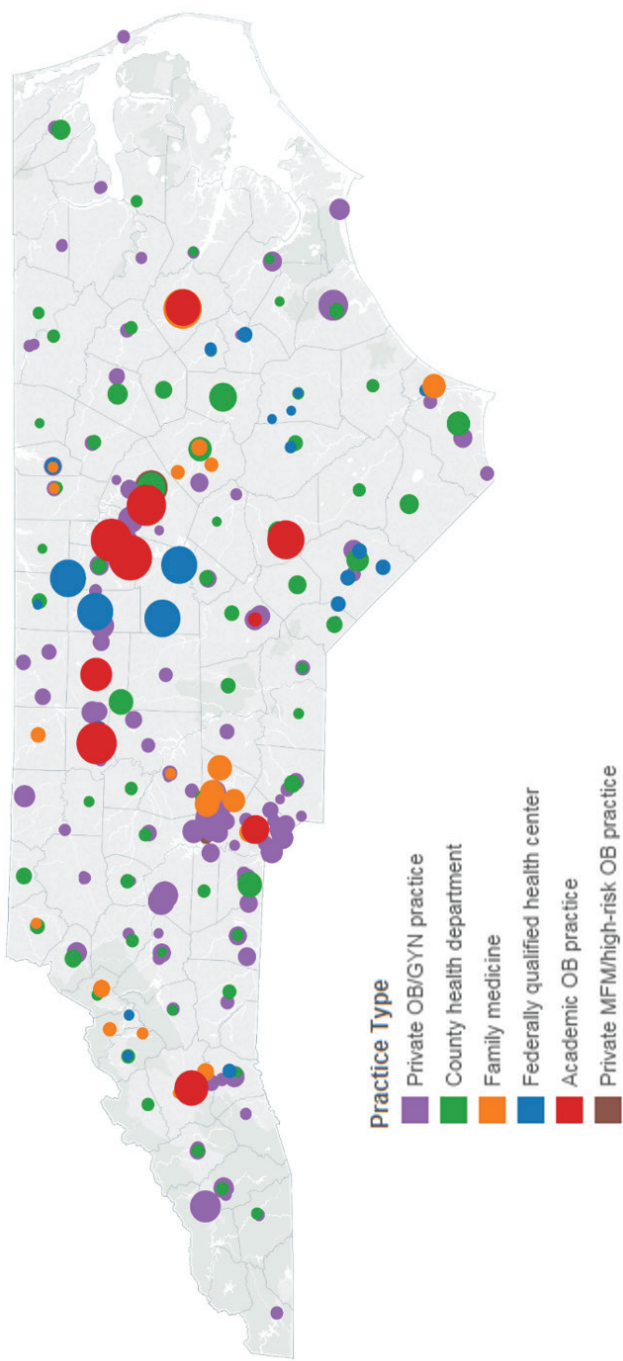 Practice Type
Private OB/GYN practice
County health department
Family medicine
Federally qualified health center
Academic OB practice
Private MFM/high-risk OB practice